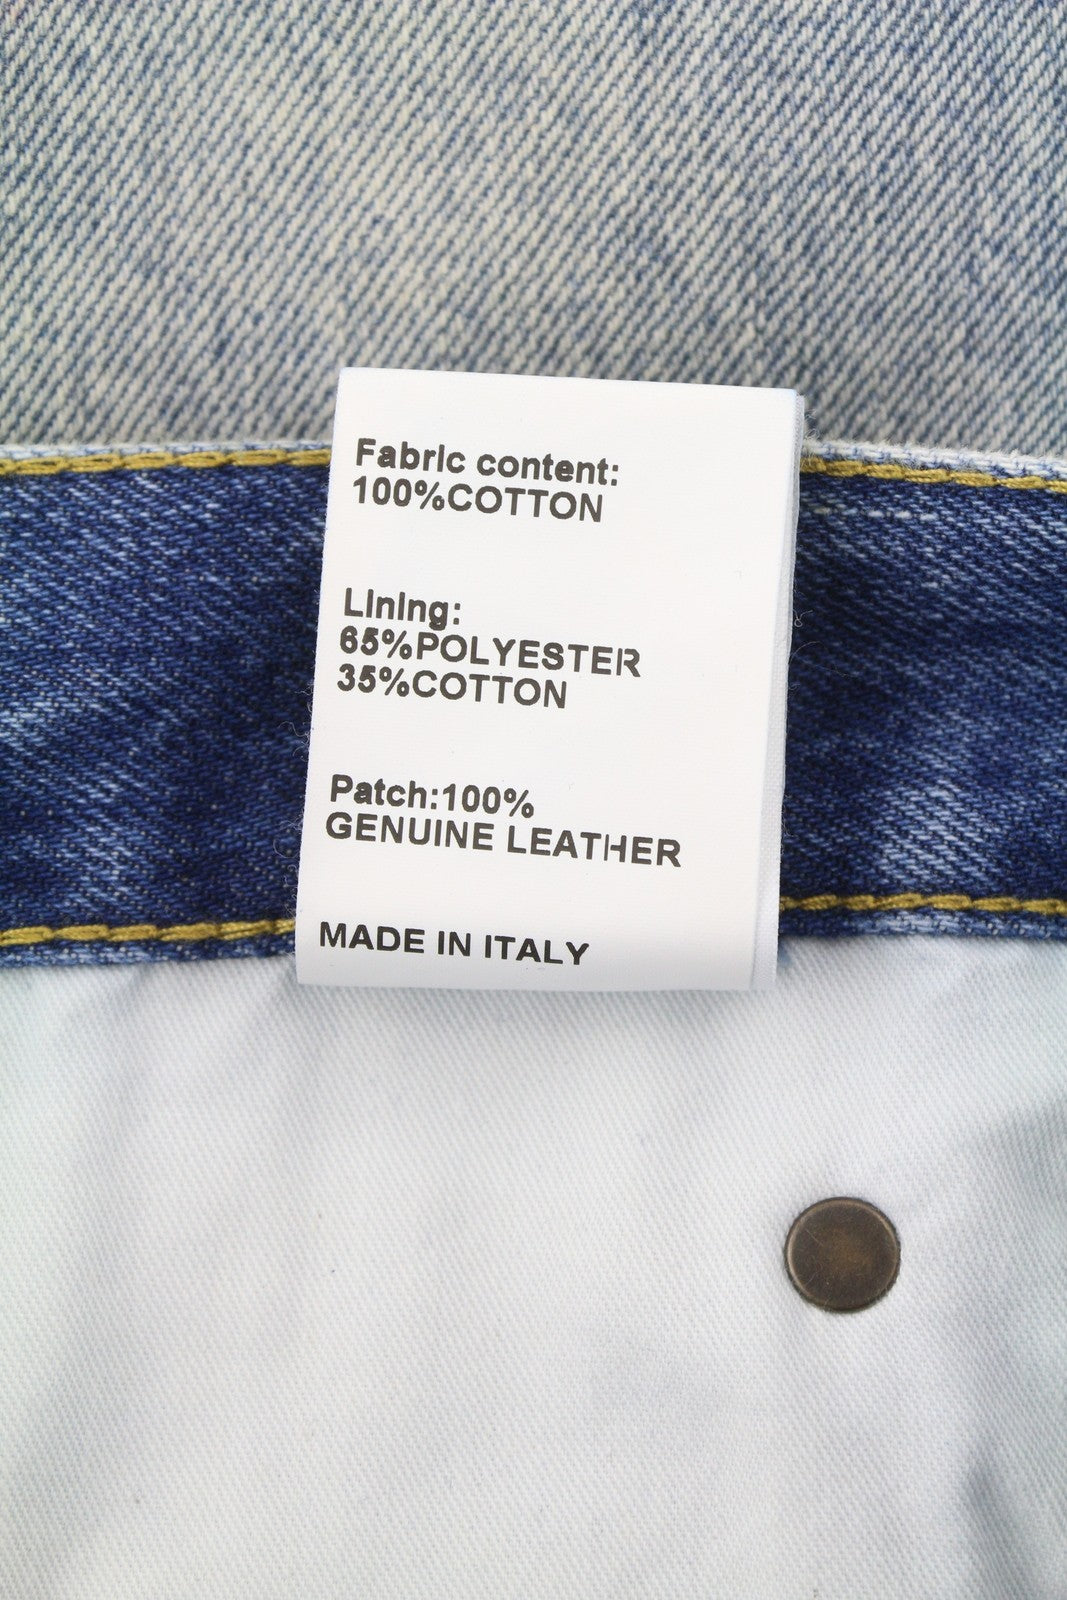 Fabric content:
100%COTTON
Lining:
65%POLYESTER
35%COTTON
Patch:100%
GENUINE LEATHER
MADE IN ITALY